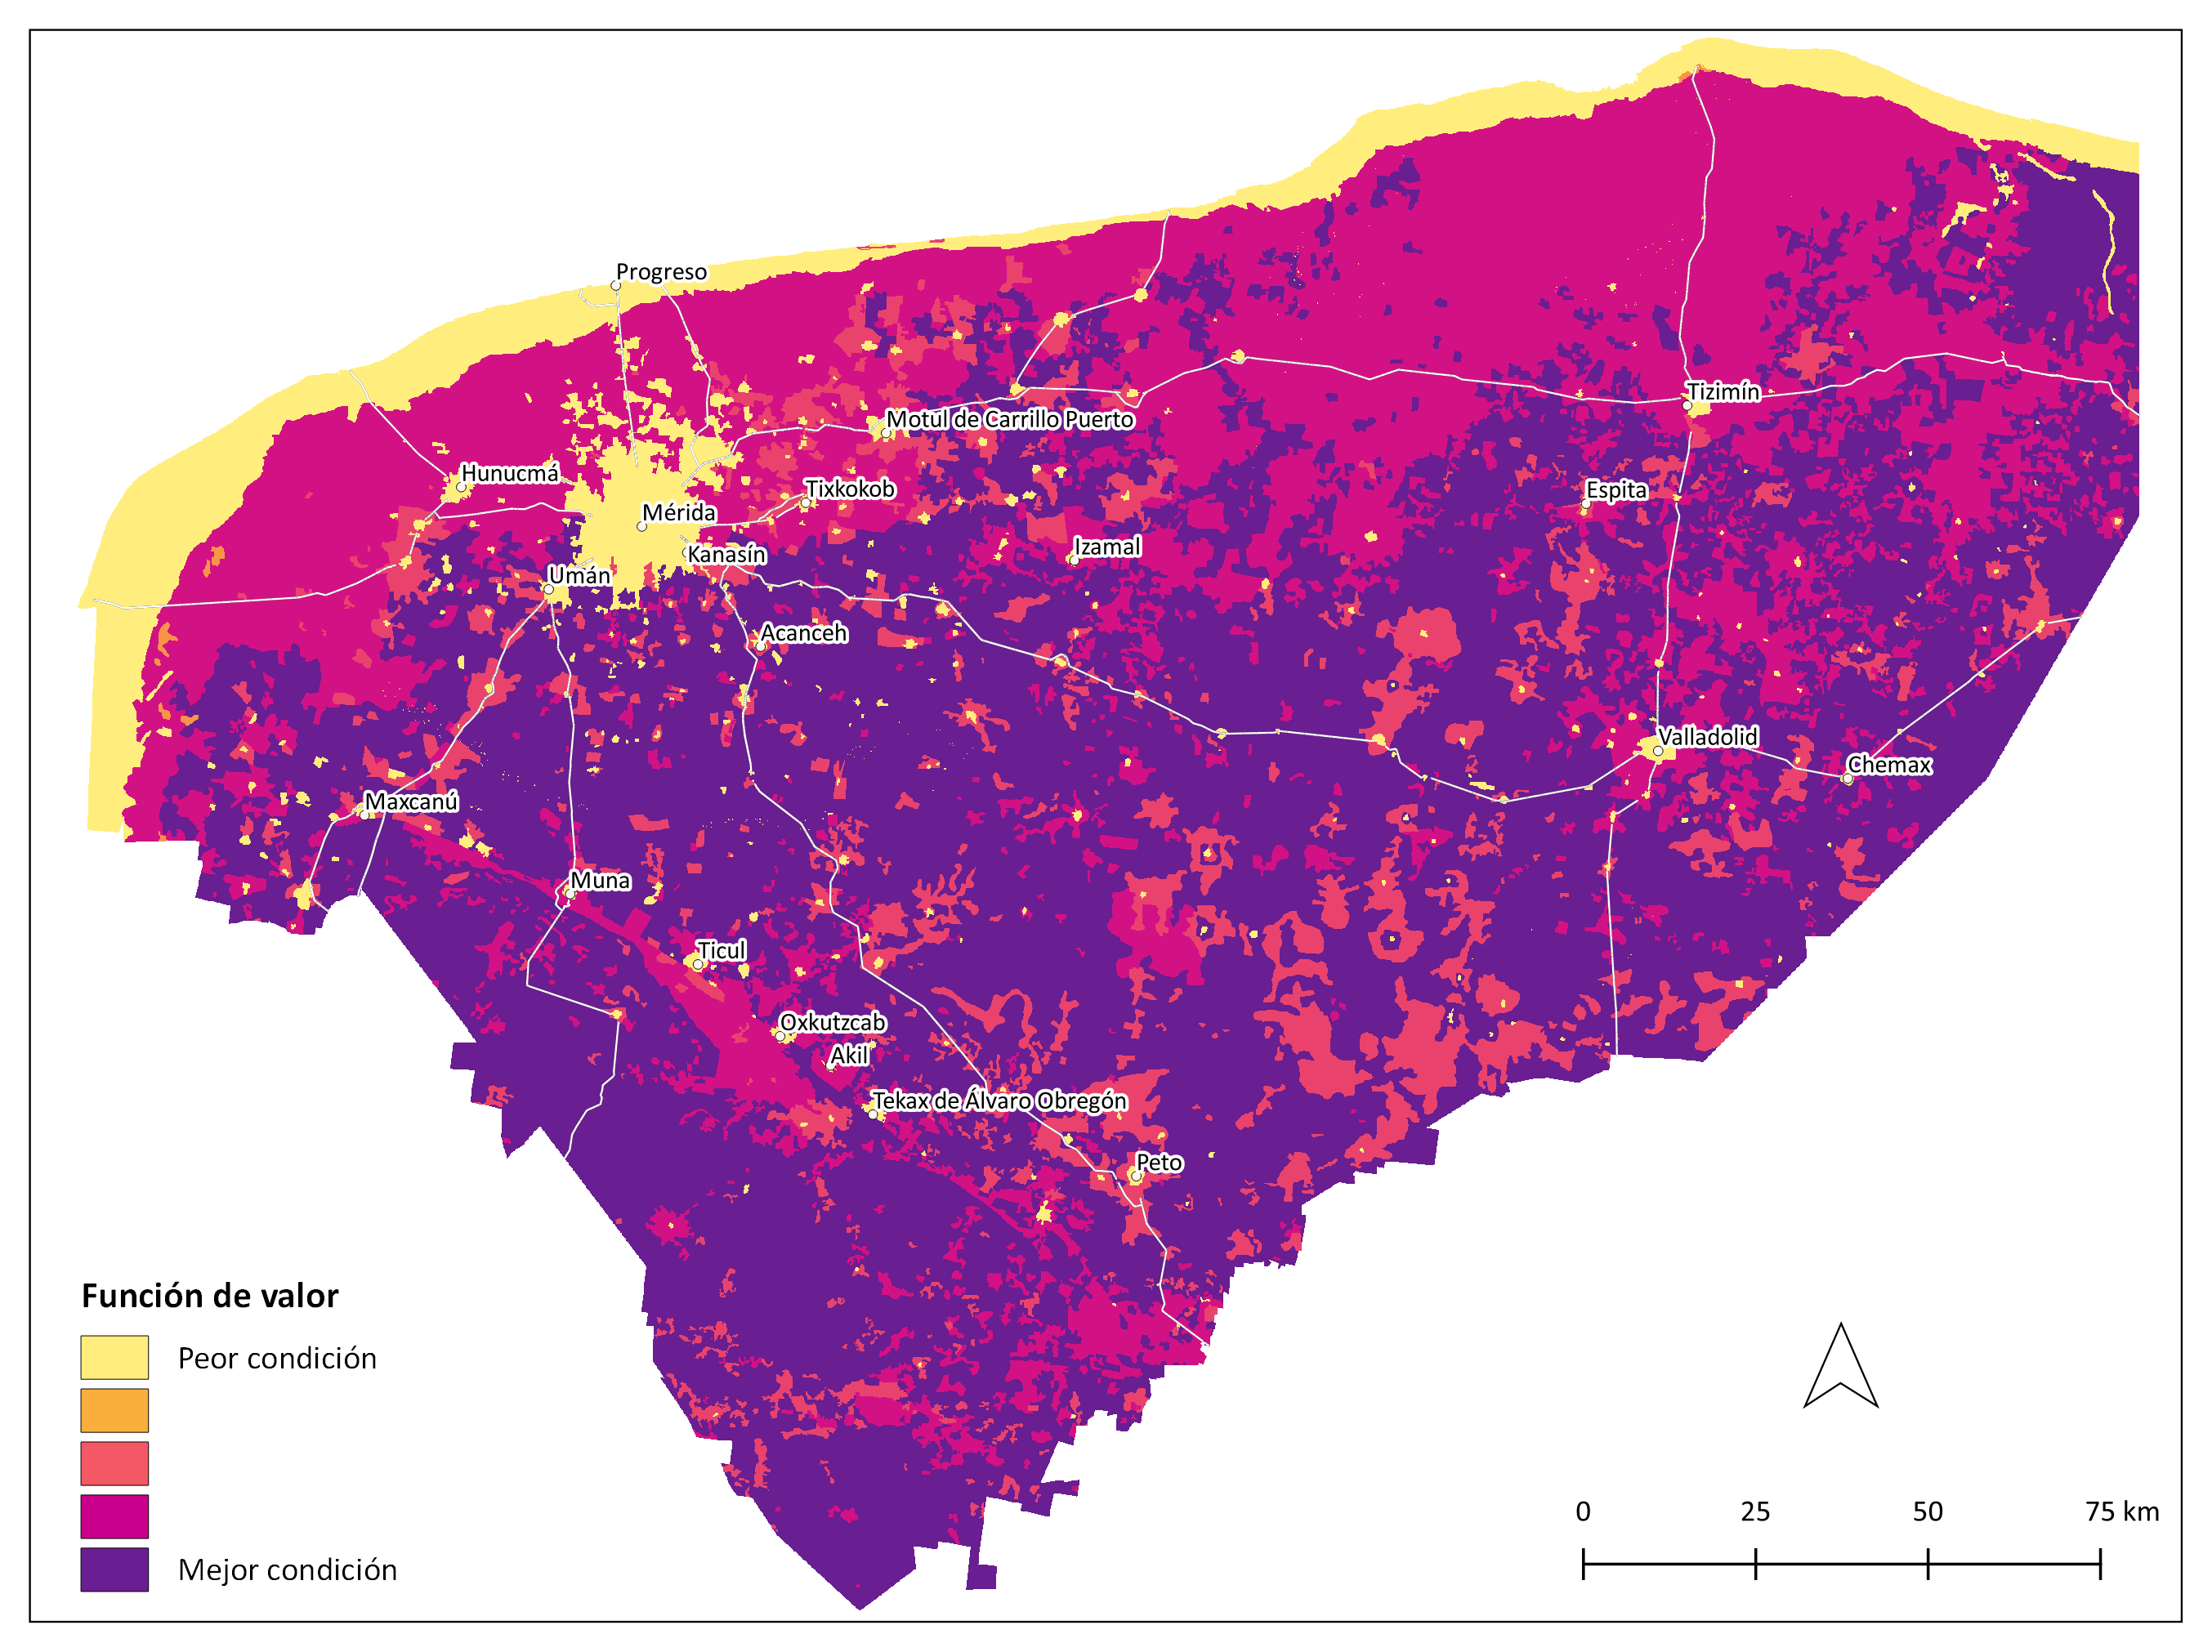 Progreso
Tizimín
Motul de Carrillo Puerto
Hunucmá
Tixkokob
Espita
Mérida
Izamal
Kanasín
Umán
Acanceh
Valladolid
Chemax
Maxcanú
Muna
Ticul
Oxkutzcab
Akil
Tekax de Álvaro Obregón
Peto
Función de valor
Peor condición
Mejor condición
0 25 50 75 km